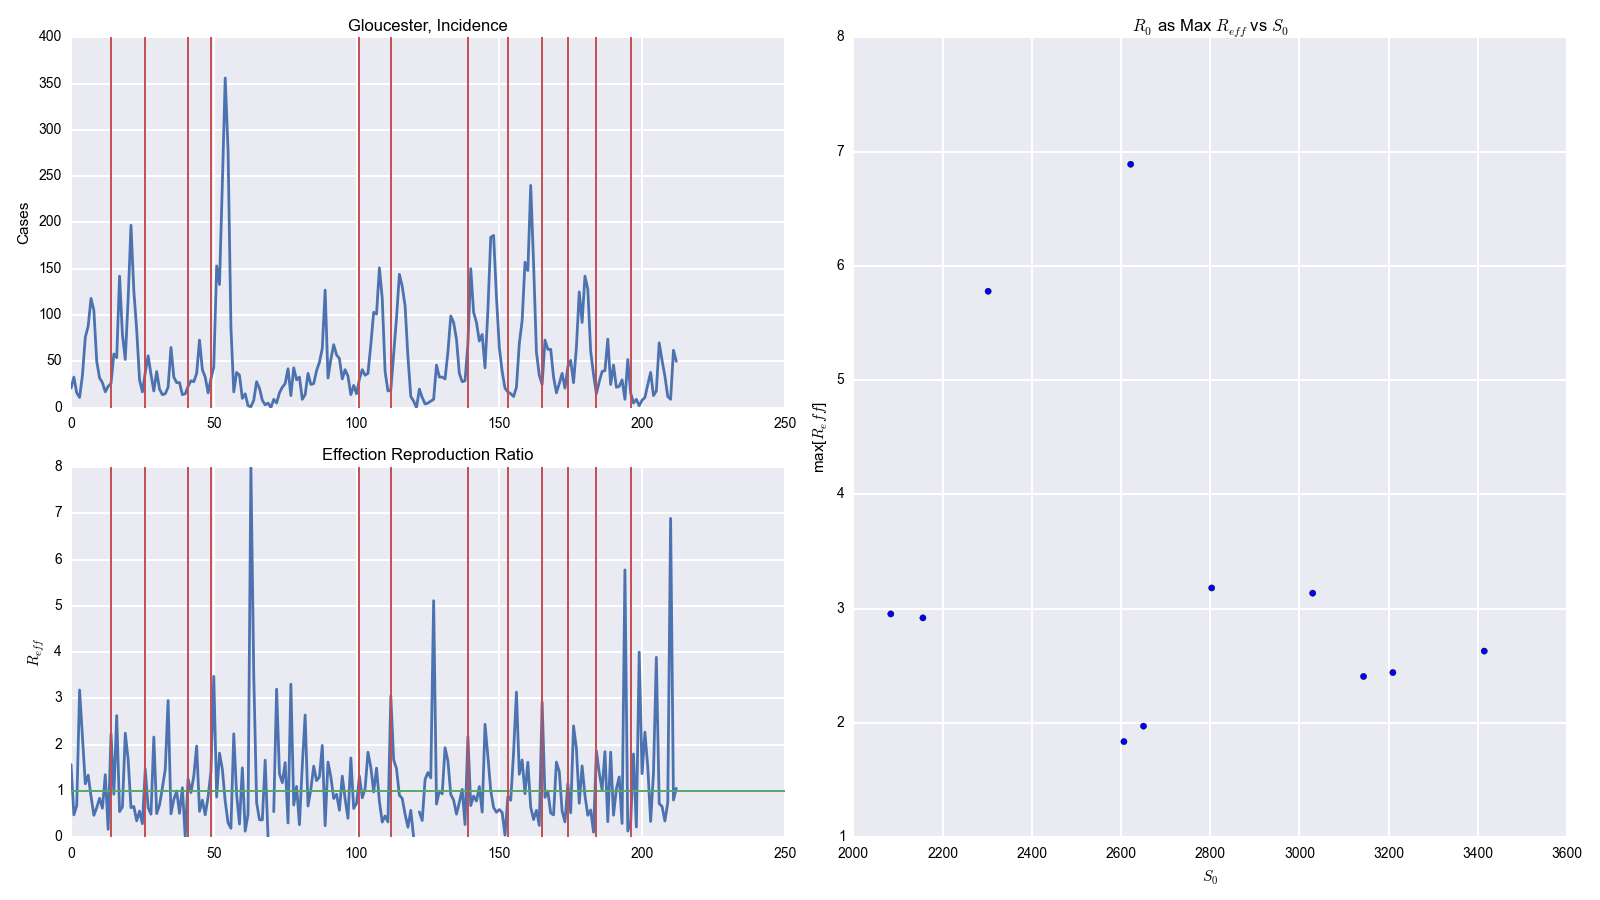 Gloucester, Incidence
400
350
300
250
200
150
100
50
0
Cases
0 50 100 150 200 250
Effection Reproduction Ratio
8
7
6
5
4
3
2
1
0
R_eff
0 50 100 150 200 250
R_0 as Max R_eff vs S_0
8
7
6
5
4
3
2
1
max[R_eff]
2000 2200 2400 2600 2800 3000 3200 3400 3600
S_0